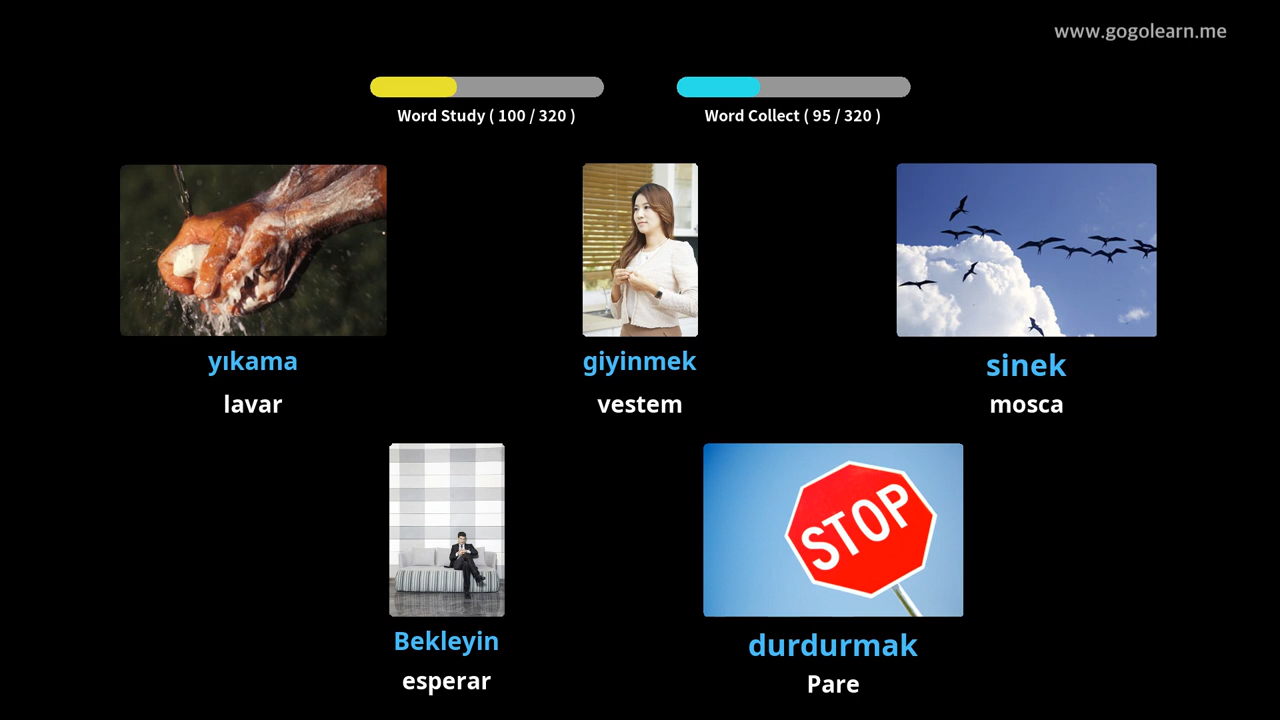 www.gogolearn.me
Word Study ( 100 / 320 )
Word Collect ( 95 / 320 )
yıkama
giyinmek
sinek
lavar
vestem
mosca
STOP
Bekleyin
durdurmak
esperar
Pare